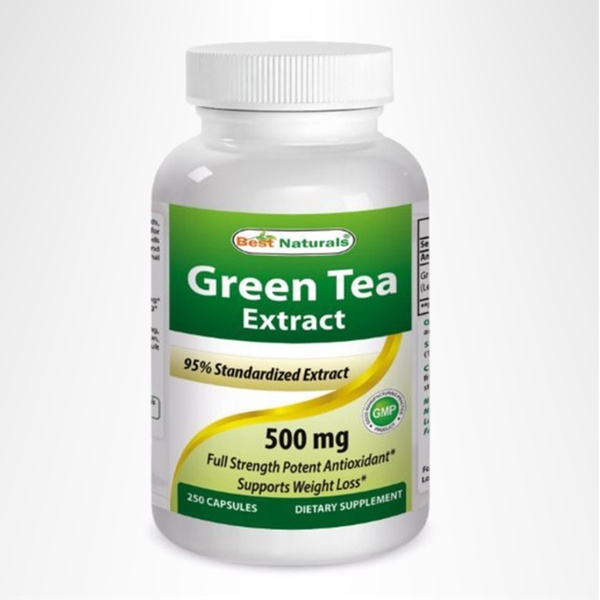 Best Naturals®
Green Tea
Extract
95% Standardized Extract
GMP
500 mg
Full Strength Potent Antioxidant*
Supports Weight Loss*
250 CAPSULES
DIETARY SUPPLEMENT